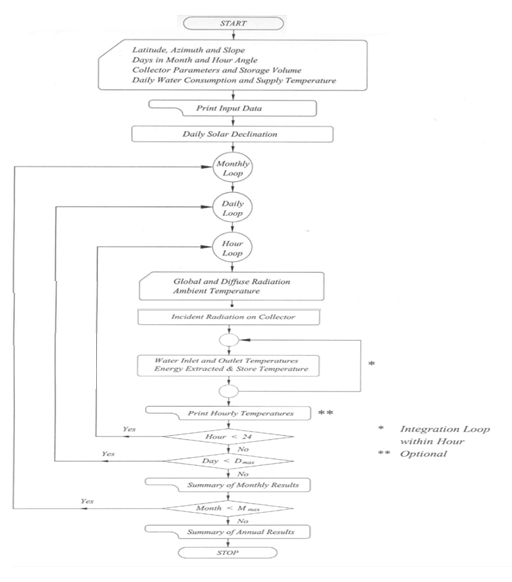 START
Latitude, Azimuth and Slope
Days in Month and Hour Angle
Collector Parameters and Storage Volume
Daily Water Consumption and Supply Temperature
Print Input Data
Daily Solar Declination
Monthly
Loop
Daily
Loop
Hour
Loop
Global and Diffuse Radiation
Ambient Temperature
Incident Radiation on Collector
Water Inlet and Outlet Temperatures
Energy Extracted & Store Temperature
*
Print Hourly Temperatures
**
Yes
Hour < 24
No
Yes
Day < D max
No
Summary of Monthly Results
Yes
Month < M max
No
Summary of Annual Results
STOP
* Integration Loop
within Hour
** Optional